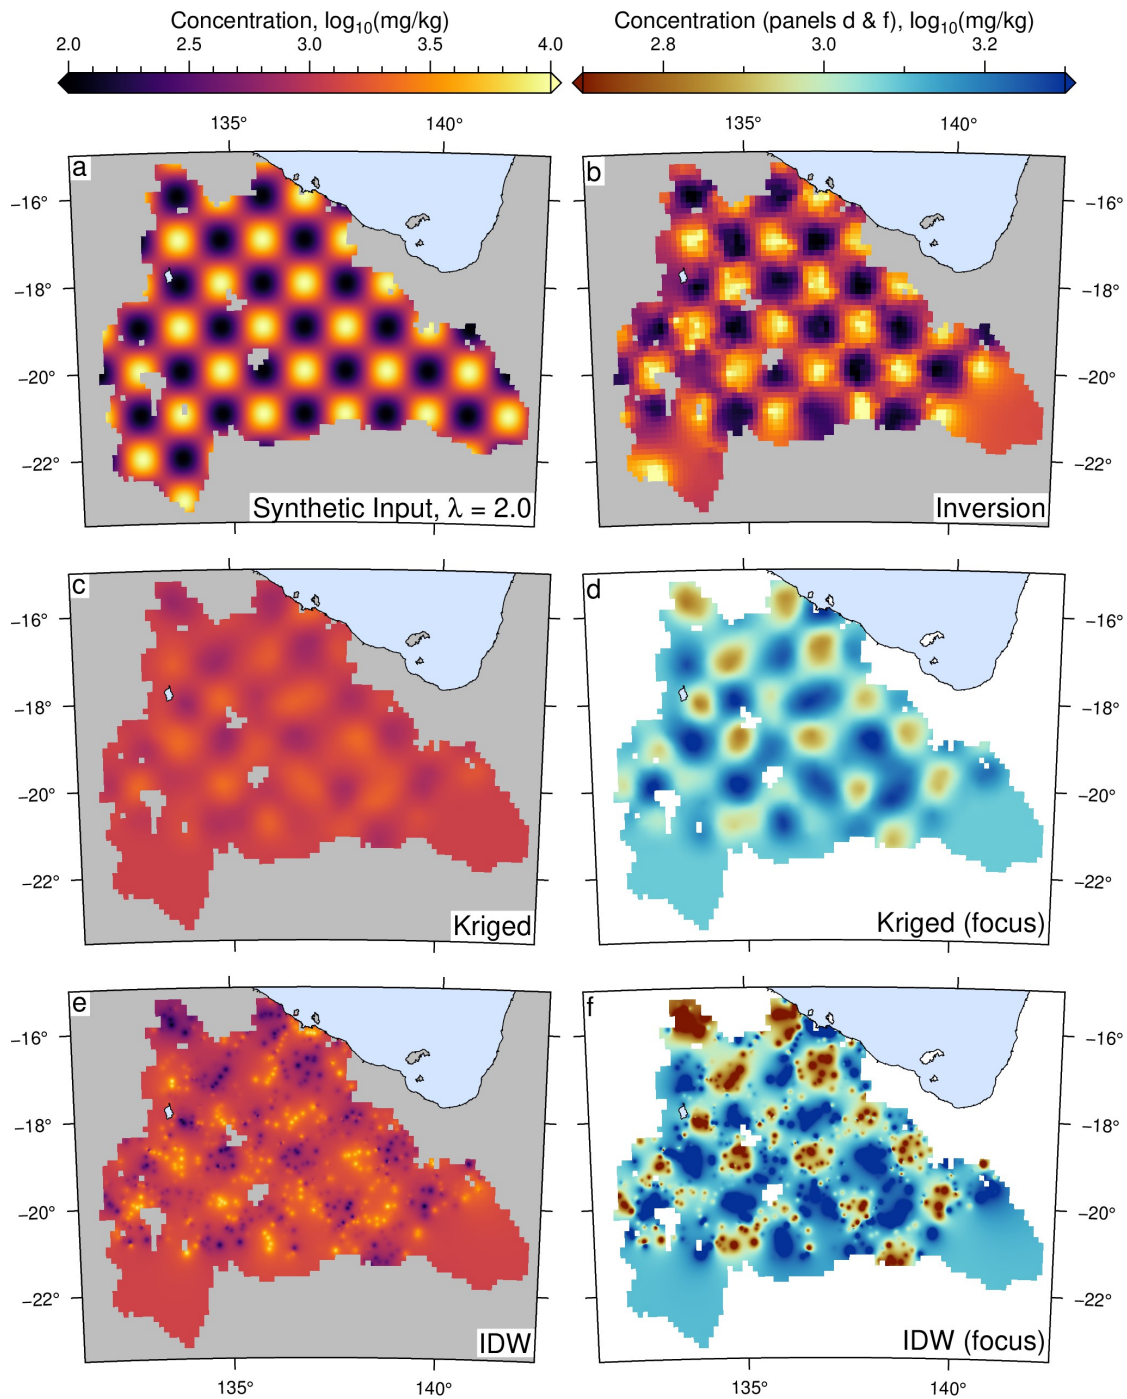 Concentration, log10(mg/kg) Concentration (panels d & f), log10(mg/kg)
2.0 2.5 3.0 3.5 4.0 2.8 3.0 3.2
135° 140° 135° 140°
a b
−16° −16°
−18° −18°
−20° −20°
−22° −22°
Synthetic Input, λ = 2.0 Inversion
c d
−16° −16°
−18° −18°
−20° −20°
−22° −22°
Kriged Kriged (focus)
e f
−16° −16°
−18° −18°
−20° −20°
−22° −22°
IDW IDW (focus)
135° 140° 135° 140°